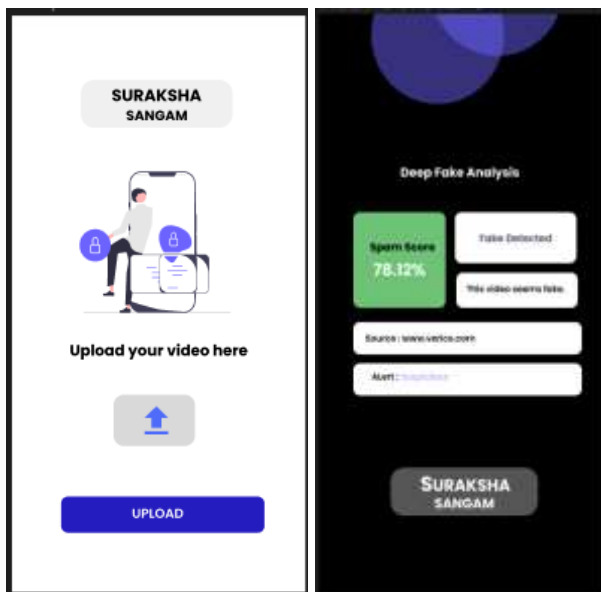 SURAKSHA
SANGAM
Upload your video here
UPLOAD
Deep Fake Analysis
Spam Score
78.12%
Fake Detected
This video seems fake.
Source : www.verica.com
ALert :
SURAKSHA
SANGAM